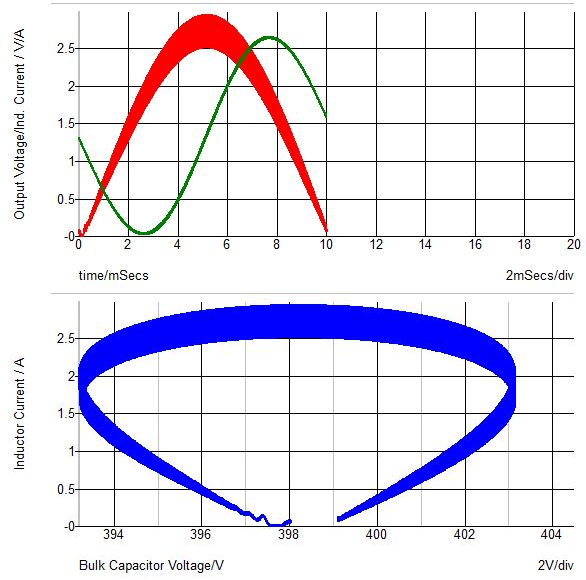 Output Voltage/Ind. Current / V/A
2.5
2
1.5
1
0.5
-0
0 2 4 6 8 10 12 14 16 18 20
time/mSecs 2mSecs/div
Inductor Current / A
2.5
2
1.5
1
0.5
-0
394 396 398 400 402 404
Bulk Capacitor Voltage/V 2V/div